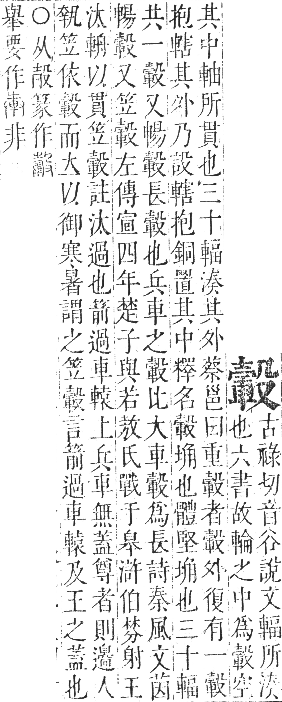 轂
古祿切音谷說文輻所湊
也六書故輪之中爲轂空
其中軸所貫也三十輻湊其外蔡邕曰重轂者轂外復有一轂
抱轄其外乃設轄抱銅置其中釋名轂埆也體堅埆也三十輻
共一轂又暢轂長轂也兵車之轂比大車轂爲長詩秦風文茵
暢轂又笠轂左傳宣四年楚子與若敖氏戰于皋滸伯棼射王
汰輈以貫笠轂註汰過也箭過車轅上兵車無蓋尊者則邊人
執笠依轂而立以御寒暑謂之笠轂言箭過車轅及王之蓋也
○从㱿篆作
舉要作非